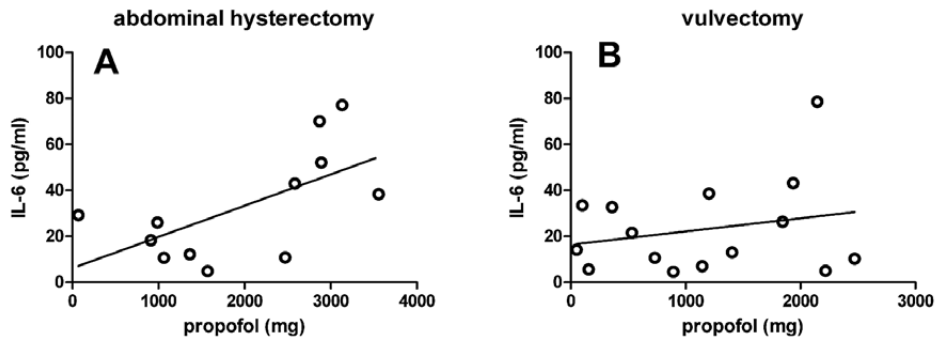 abdominal hysterectomy
A
100
80
60
40
20
0
IL-6 (pg/ml)
0 1000 2000 3000 4000
propofol (mg)
vulvectomy
B
100
80
60
40
20
0
IL-6 (pg/ml)
0 1000 2000 3000
propofol (mg)